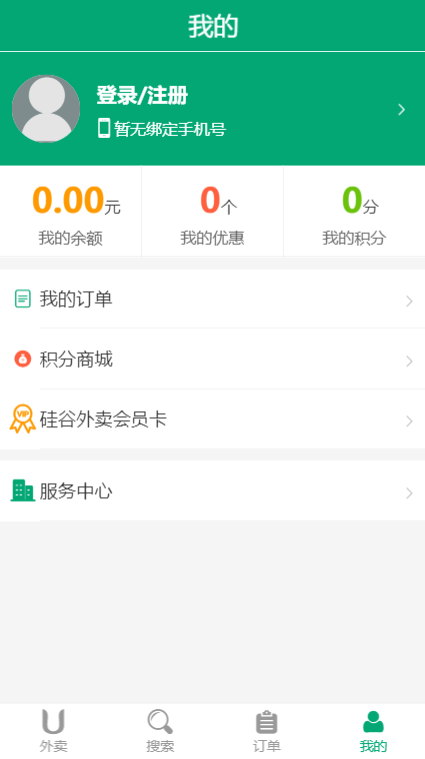 我的
登录/注册
暂无绑定手机号
0.00元
0个
0分
我的余额
我的优惠
我的积分
我的订单
积分商城
VIP
硅谷外卖会员卡
服务中心
外卖
搜索
订单
我的